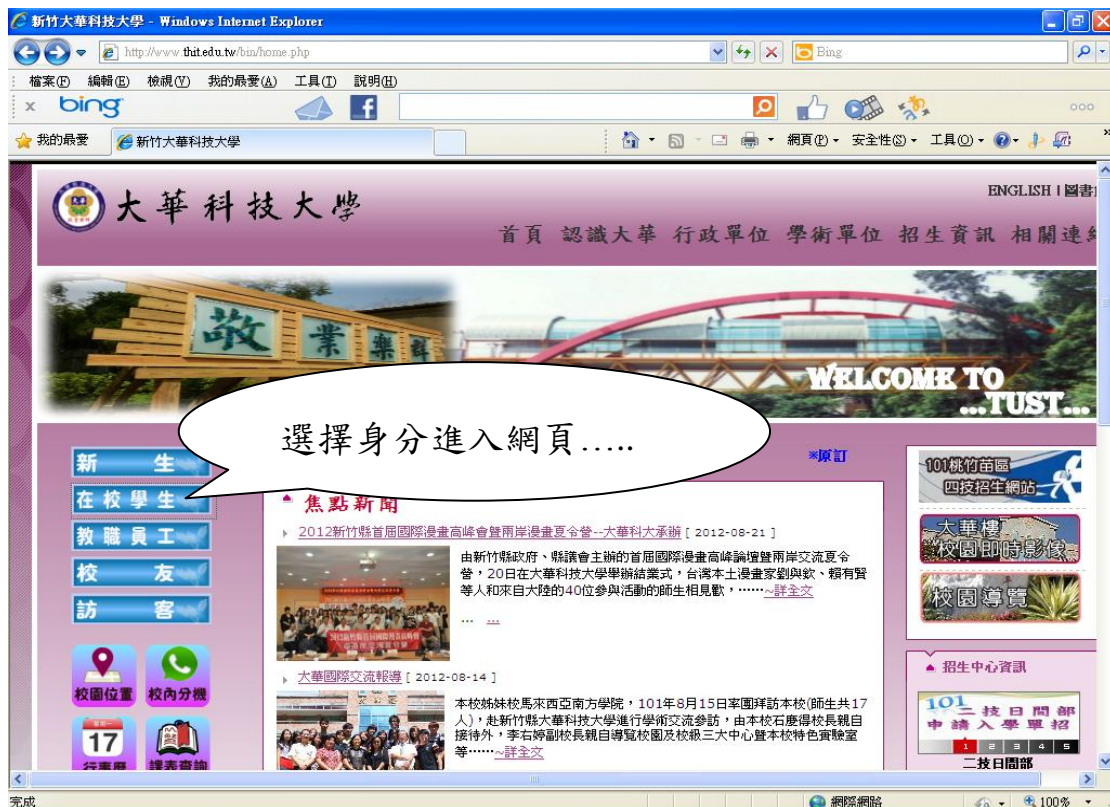 新竹大華科技大學 - Windows Internet Explorer
http://www.thit.edu.tw/bin/home.php
Bing
檔案(F) 編輯(E) 檢視(V) 我的最愛(A) 工具(T) 說明(H)
x bing
我的最愛 新竹大華科技大學 網頁(P) 安全性(S) 工具(O)
ENGLISH | 圖書
大華科技大學
首頁 認識大華 行政單位 學術單位 招生資訊 相關連
敬業樂群
WELCOME TO
...TUST...
選擇身分進入網頁…..
※原訂
新生
在校學生
教職員工
校友
訪客
校園位置 校內分機
星期一
17
行事曆 課表查詢
焦點新聞
2012新竹縣首屆國際漫畫高峰會暨兩岸漫畫夏令營--大華科大承辦 [ 2012-08-21 ]
由新竹縣政府、縣議會主辦的首屆國際漫畫高峰論壇暨兩岸交流夏令
營，20日在大華科技大學舉辦結業式，台灣本土漫畫家劉與欽、賴有賢
等人和來自大陸的40位參與活動的師生相見歡，……~詳全文
... ...
大華國際交流報導 [ 2012-08-14 ]
本校姊妹校馬來西亞南方學院，101年8月15日率團拜訪本校(師生共17
人)，赴新竹縣大華科技大學進行學術交流參訪，由本校石慶得校長親自
接待外，李右婷副校長親自導覽校園及校級三大中心暨本校特色實驗室
等……~詳全文
101桃竹苗區
四技招生網站
大華樓
校園即時影像
校園導覽
招生中心資訊
101二技日間部
申請入學單招
1 2 3 4 5
二技日間部
完成 網際網路 100%